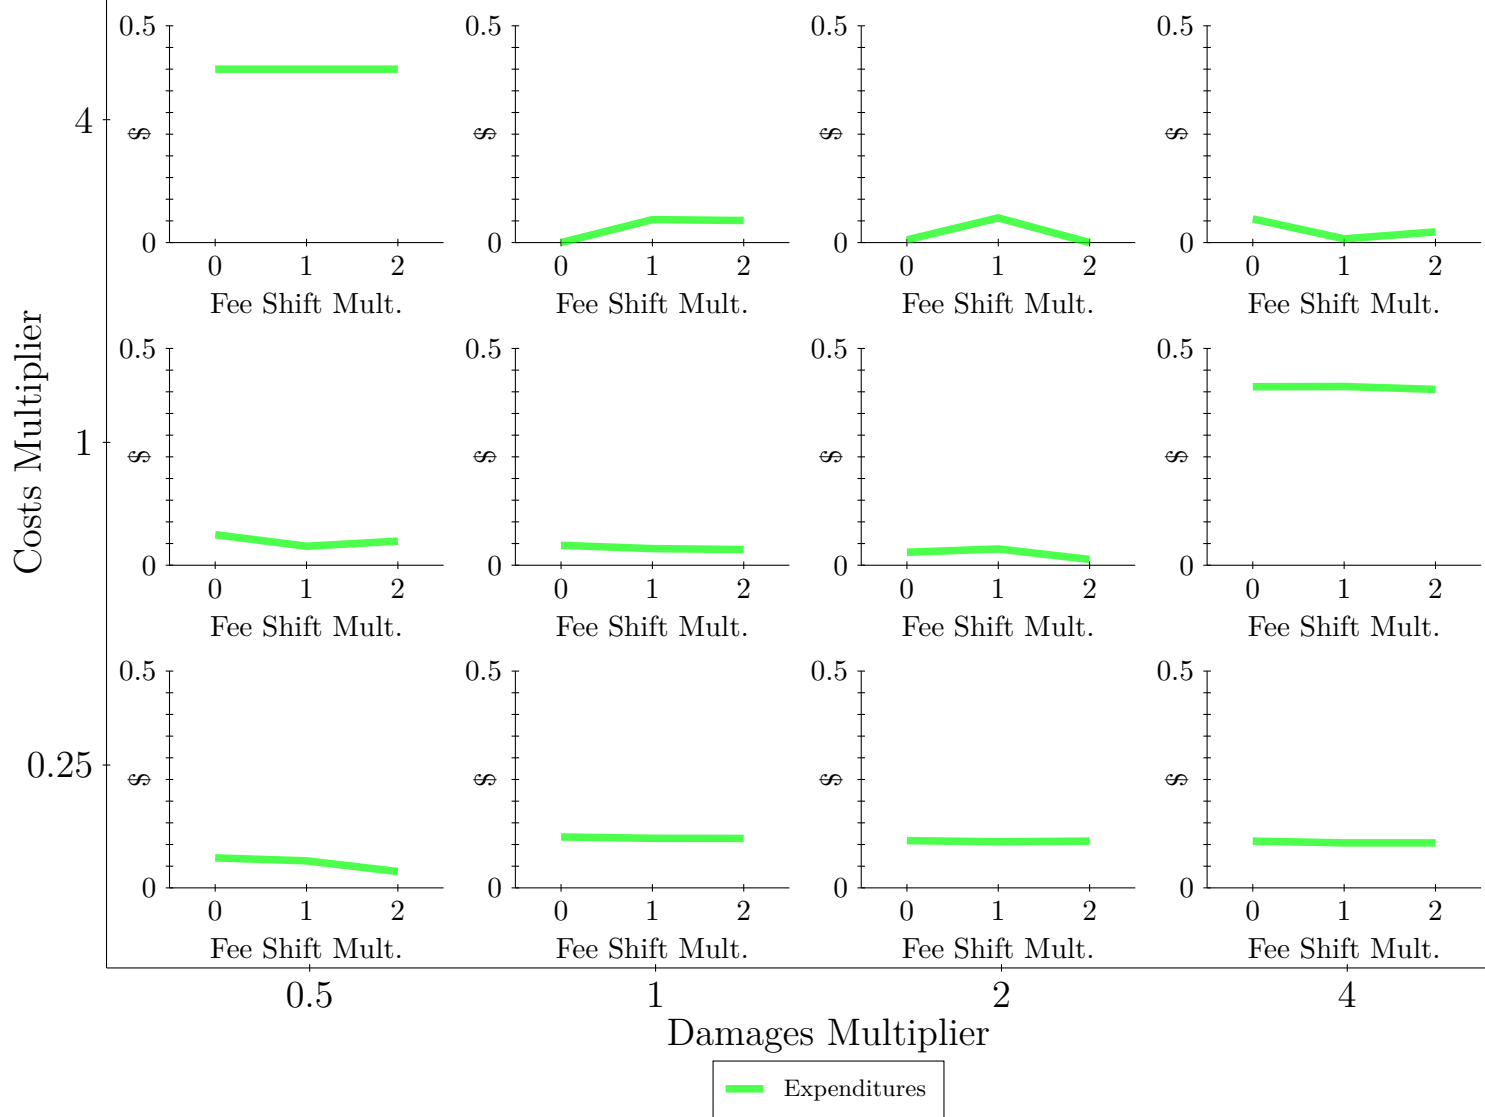 0.5 0.5 0.5 0.5
4 $ $ $ $
0 0 0 0
0 1 2 0 1 2 0 1 2 0 1 2
Fee Shift Mult. Fee Shift Mult. Fee Shift Mult. Fee Shift Mult.
Costs Multiplier
0.5 0.5 0.5 0.5
1 $ $ $ $
0 0 0 0
0 1 2 0 1 2 0 1 2 0 1 2
Fee Shift Mult. Fee Shift Mult. Fee Shift Mult. Fee Shift Mult.
0.5 0.5 0.5 0.5
0.25 $ $ $ $
0 0 0 0
0 1 2 0 1 2 0 1 2 0 1 2
Fee Shift Mult. Fee Shift Mult. Fee Shift Mult. Fee Shift Mult.
0.5 1 2 4
Damages Multiplier
Expenditures